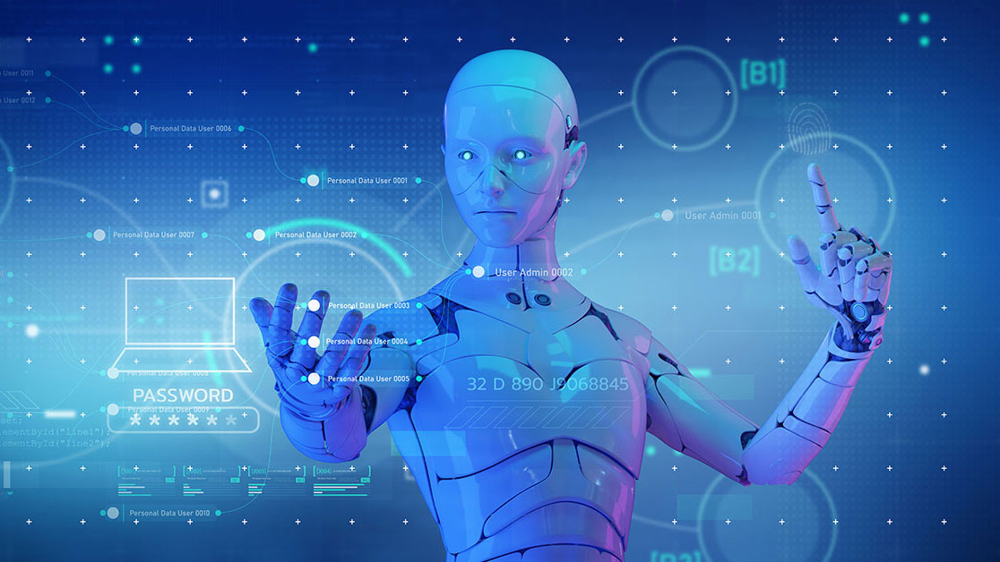 [B1]
User 0011
User 0012
Personal Data User 0006
Personal Data User 0001
User Admin 0001
Personal Data User 0007
Personal Data User 0002
[B2]
User Admin 0002
Personal Data User 0003
Personal Data User 0004
Personal Data User 0008
Personal Data User 0005
32 D 890 J9068845
PASSWORD
Personal Data User 0009
******
ementById("line1");
ementById("line2");
Personal Data User 0010